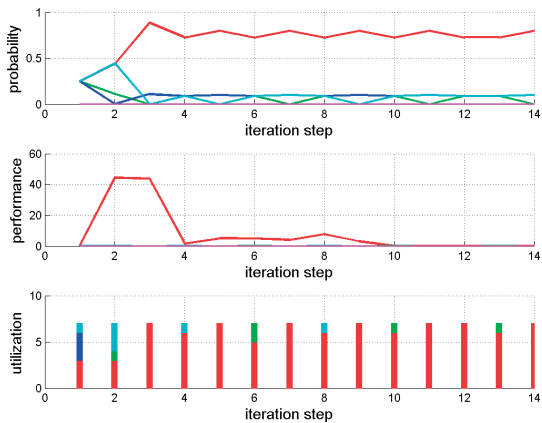 1
0.5
0
probability
0 2 4 6 8 10 12 14
iteration step
60
40
20
0
performance
0 2 4 6 8 10 12 14
iteration step
10
5
0
utilization
0 2 4 6 8 10 12 14
iteration step